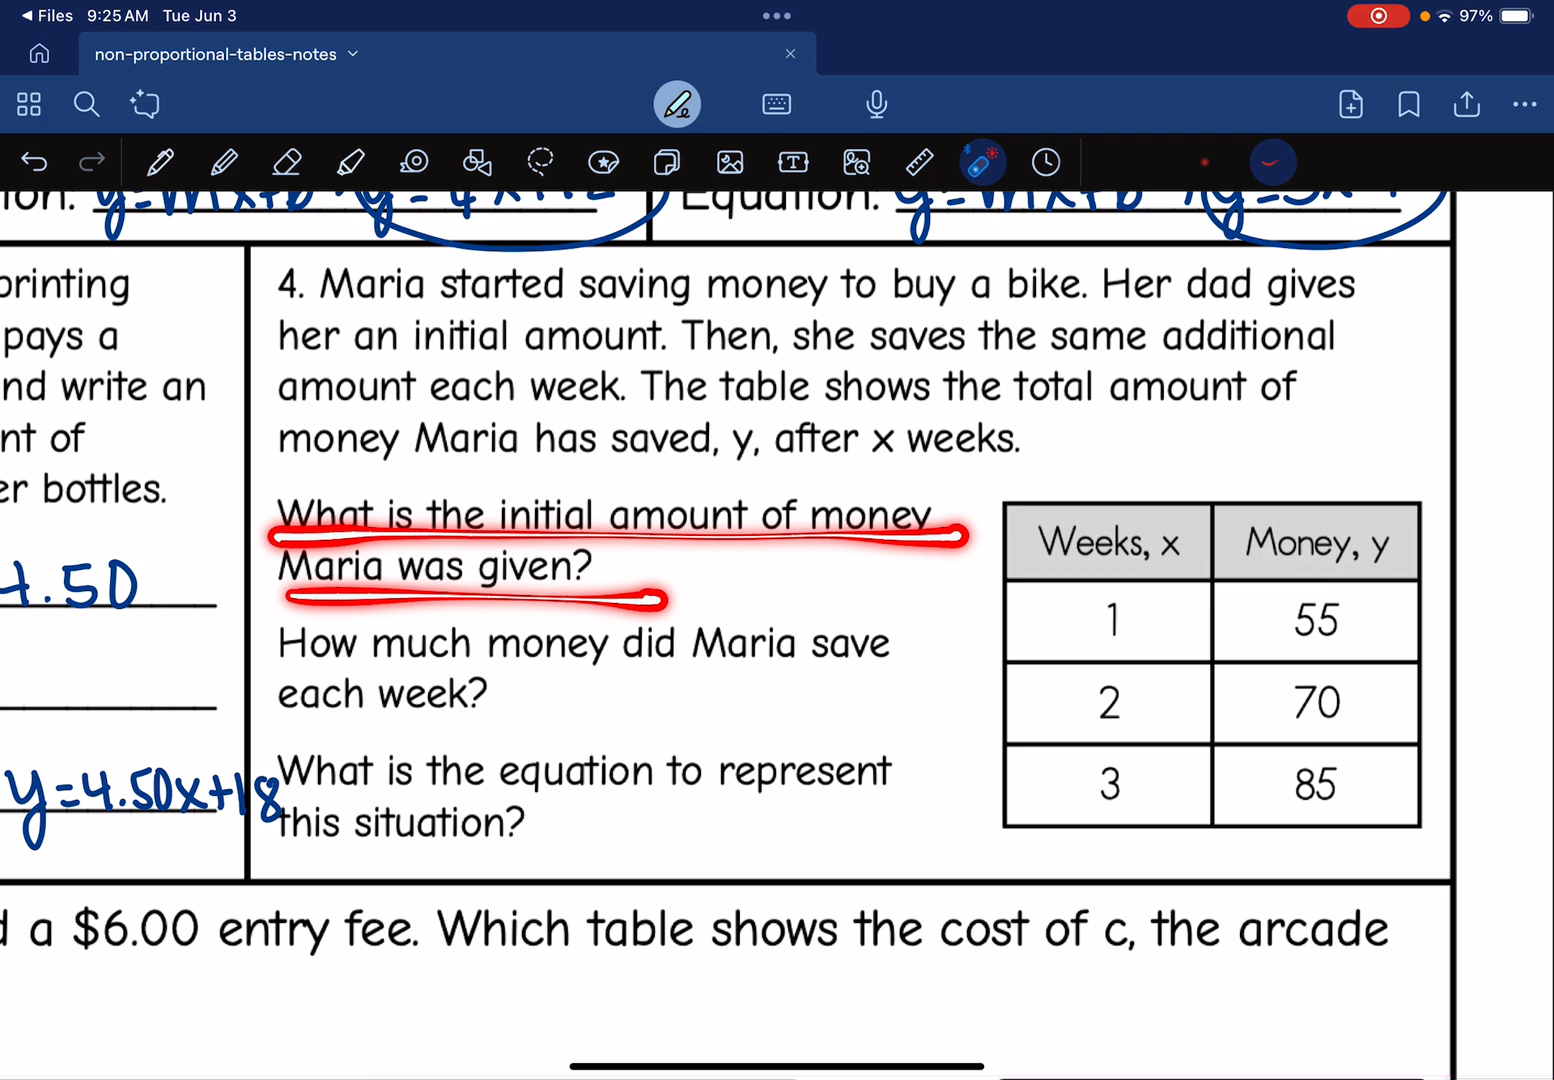 Files 9:25 AM Tue Jun 3
97%
non-proportional-tables-notes
y=mx+b
Equation:
y=mx+b
printing
pays a
nd write an
nt of
er bottles.
4.50
y=4.50x+18
4. Maria started saving money to buy a bike. Her dad gives
her an initial amount. Then, she saves the same additional
amount each week. The table shows the total amount of
money Maria has saved, y, after x weeks.
What is the initial amount of money
Maria was given?
How much money did Maria save
each week?
What is the equation to represent
this situation?
Weeks, x Money, y
1 55
2 70
3 85
a $6.00 entry fee. Which table shows the cost of c, the arcade